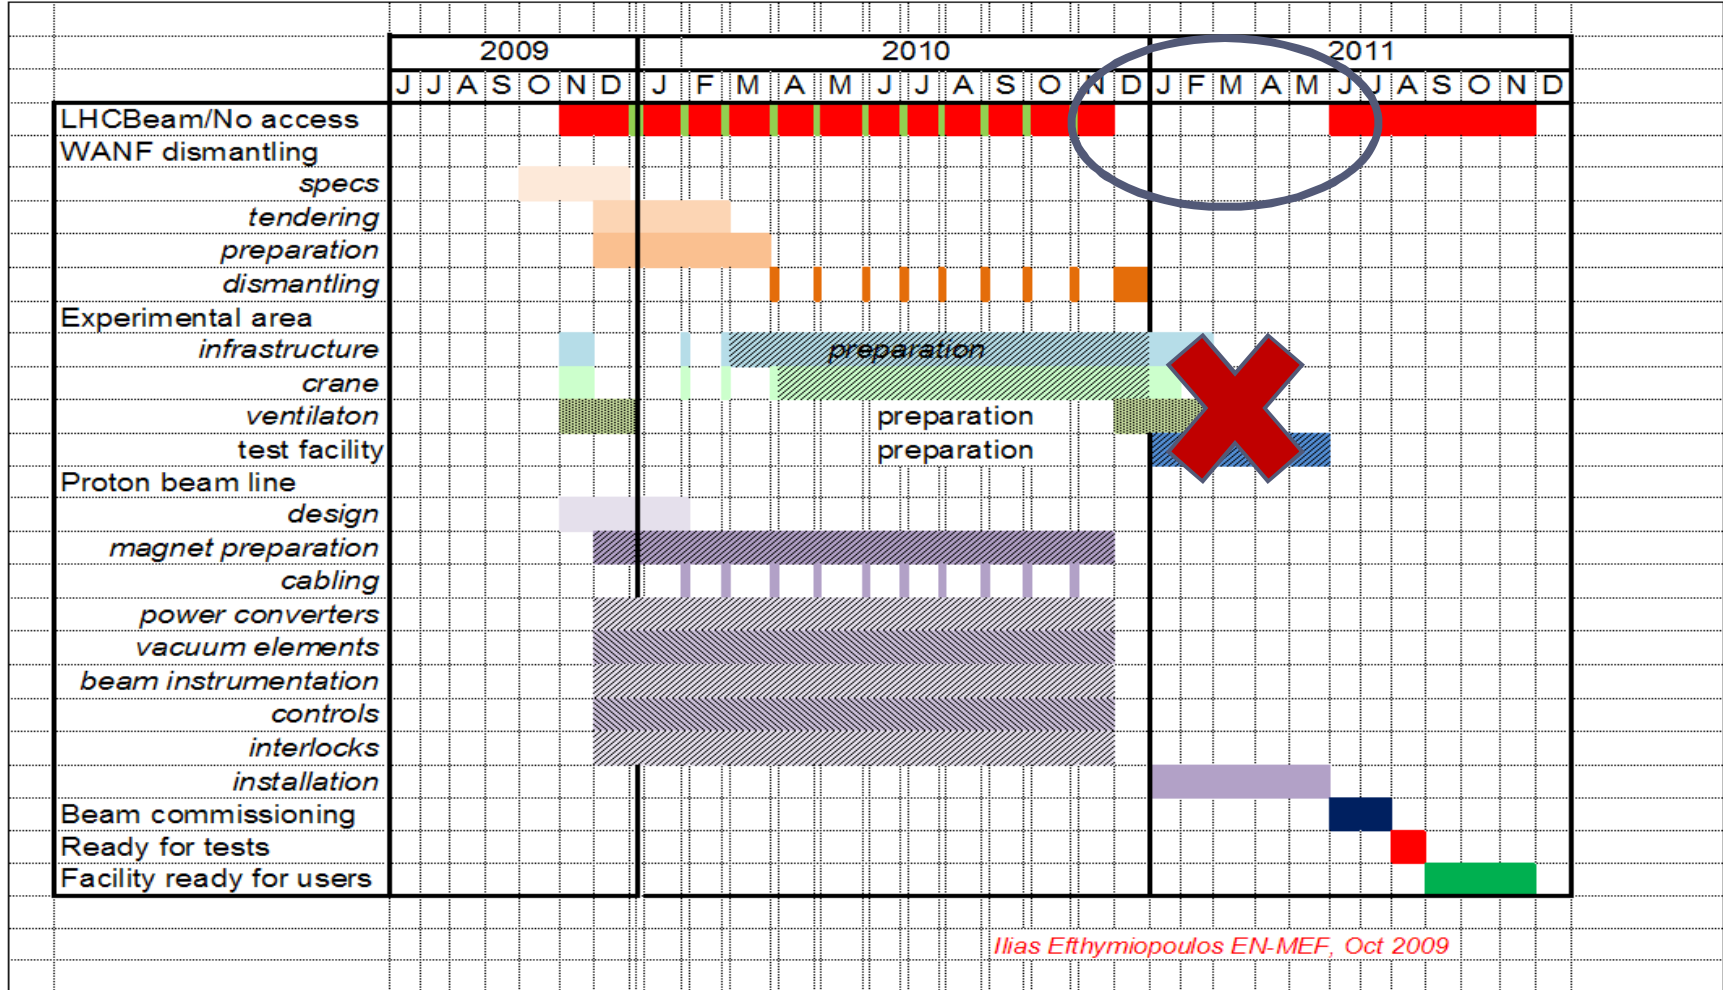 2009 2010 2011
J J A S O N D J F M A M J J A S O N D J F M A M J J A S O N D
LHCBeam/No access
WANF dismantling
specs
tendering
preparation
dismantling
Experimental area
infrastructure preparation
crane
ventilaton preparation
test facility preparation
Proton beam line
design
magnet preparation
cabling
power converters
vacuum elements
beam instrumentation
controls
interlocks
installation
Beam commissioning
Ready for tests
Facility ready for users
Ilias Efthymiopoulos EN-MEF, Oct 2009